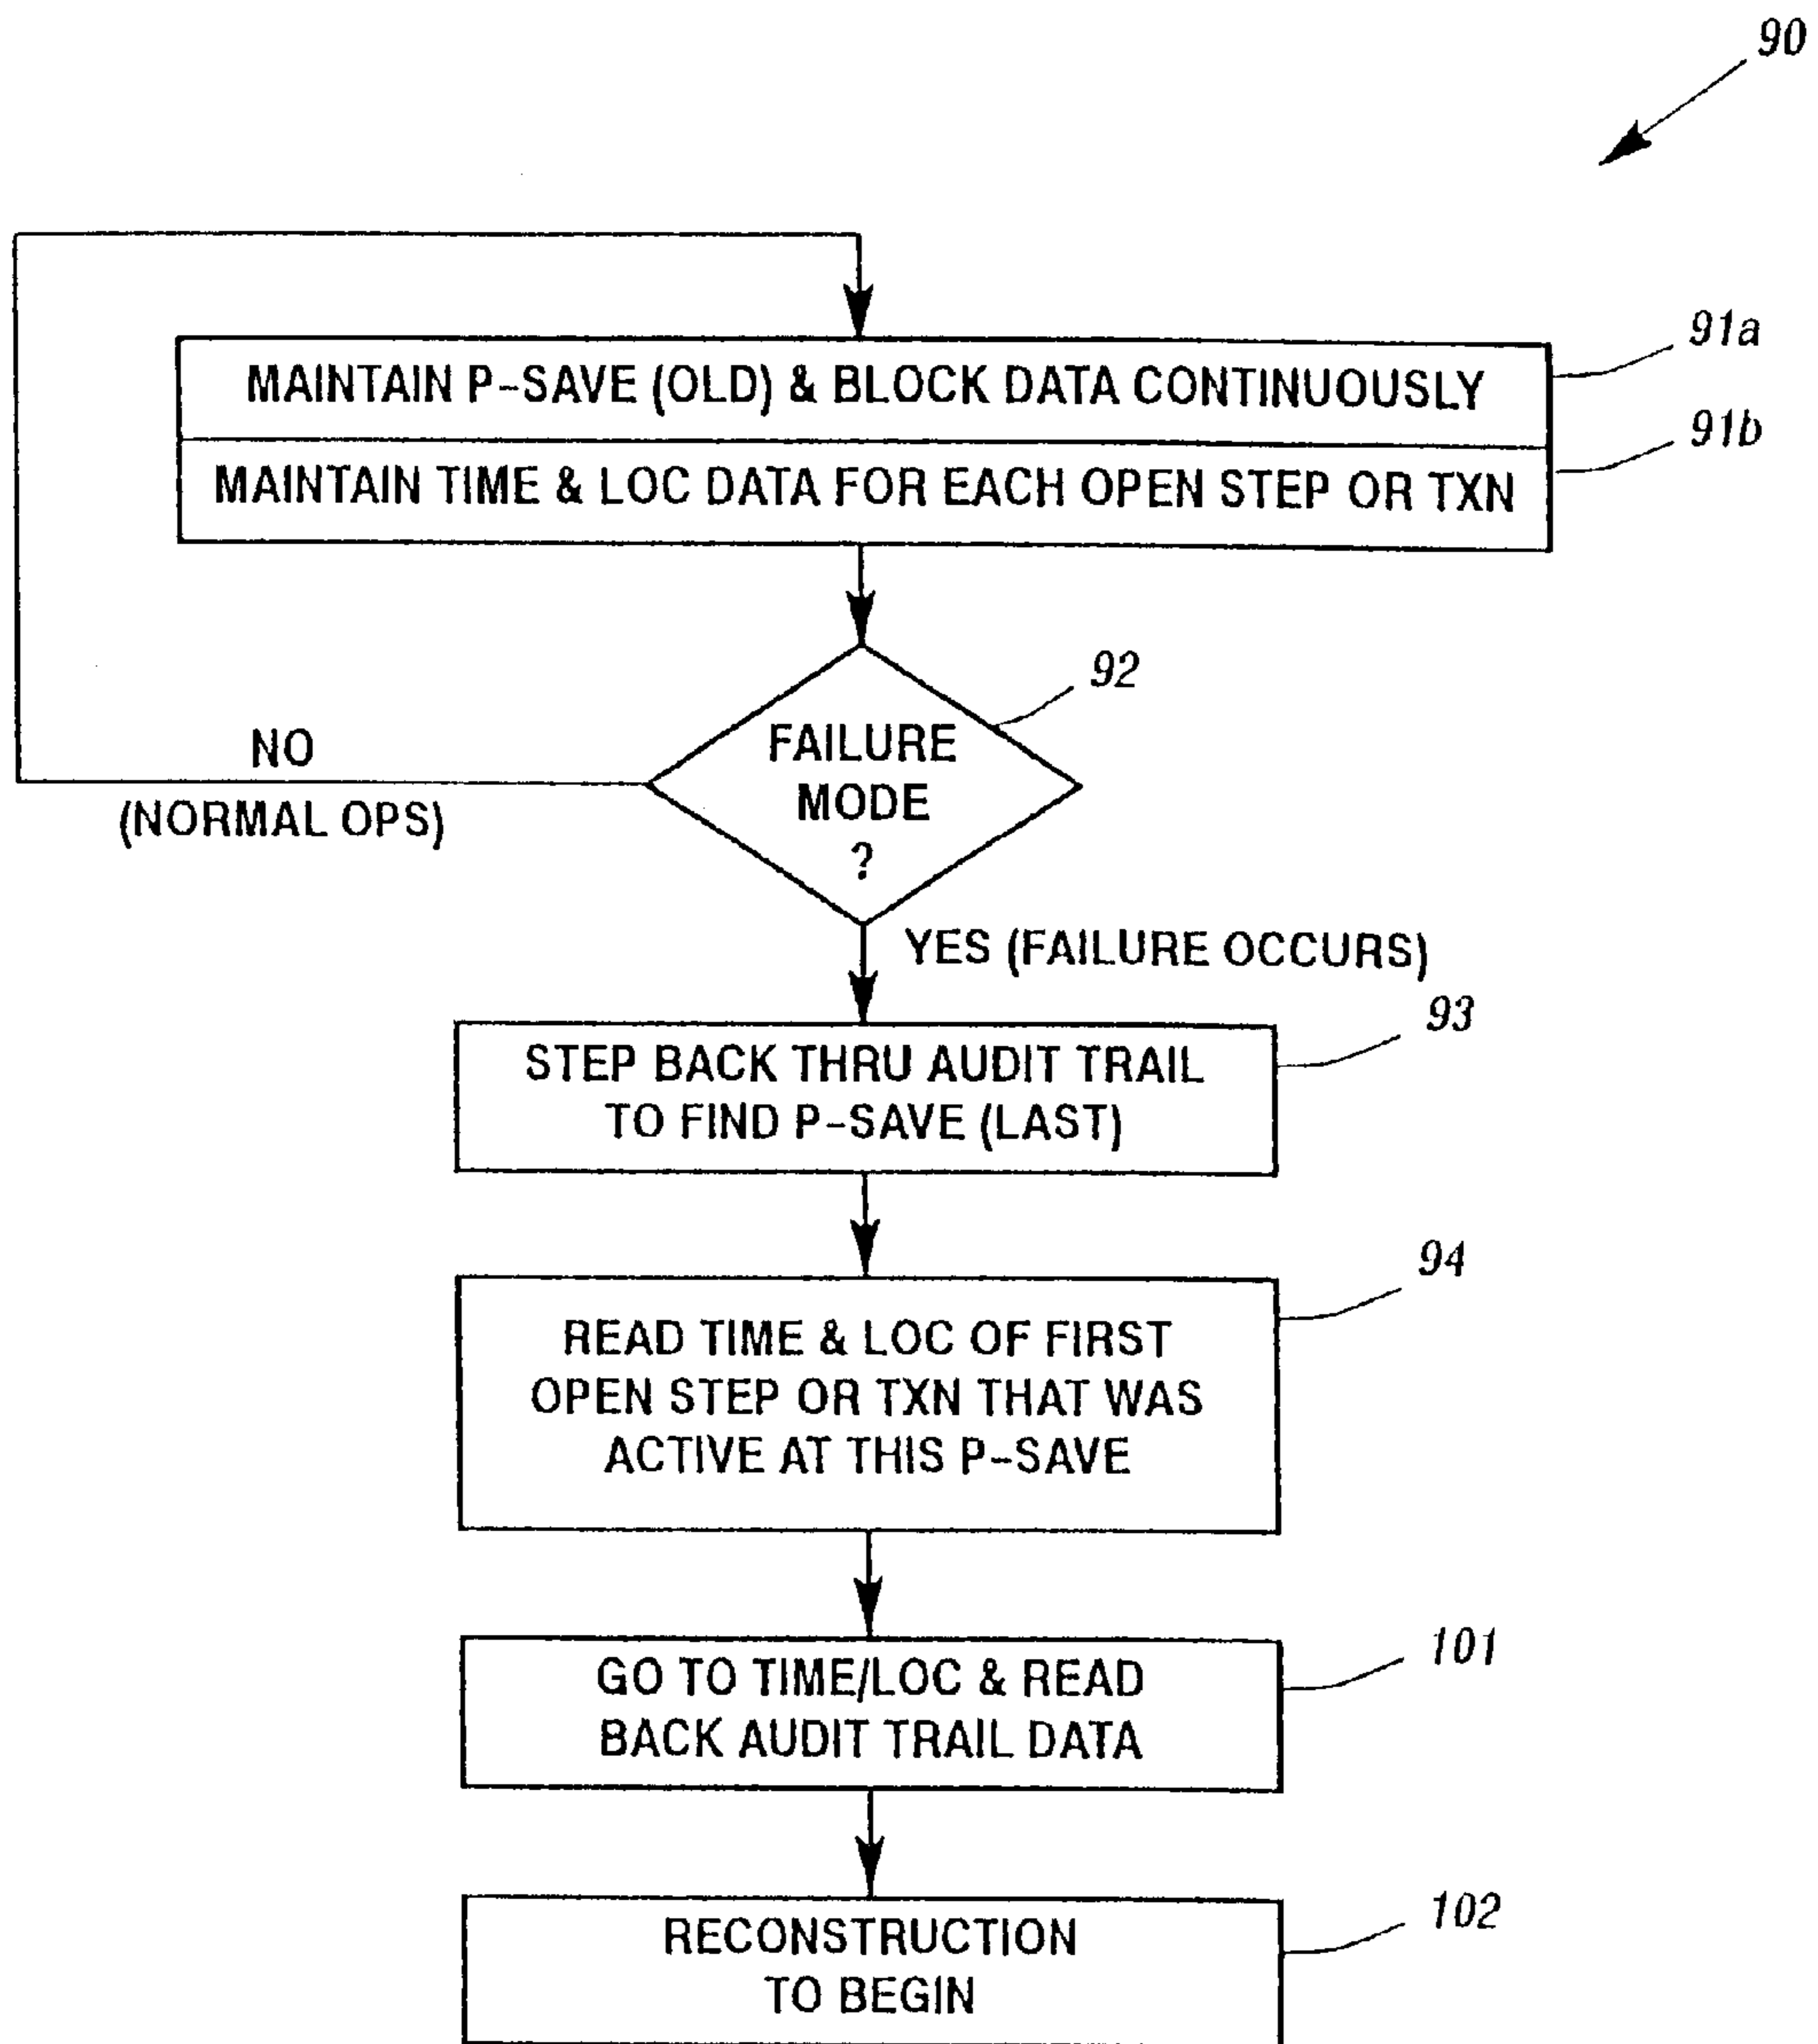 90
91a
MAINTAIN P-SAVE (OLD) & BLOCK DATA CONTINUOUSLY
91b
MAINTAIN TIME & LOC DATA FOR EACH OPEN STEP OR TXN
92
FAILURE
MODE
?
NO
(NORMAL OPS)
YES (FAILURE OCCURS)
93
STEP BACK THRU AUDIT TRAIL
TO FIND P-SAVE (LAST)
94
READ TIME & LOC OF FIRST
OPEN STEP OR TXN THAT WAS
ACTIVE AT THIS P-SAVE
101
GO TO TIME/LOC & READ
BACK AUDIT TRAIL DATA
102
RECONSTRUCTION
TO BEGIN